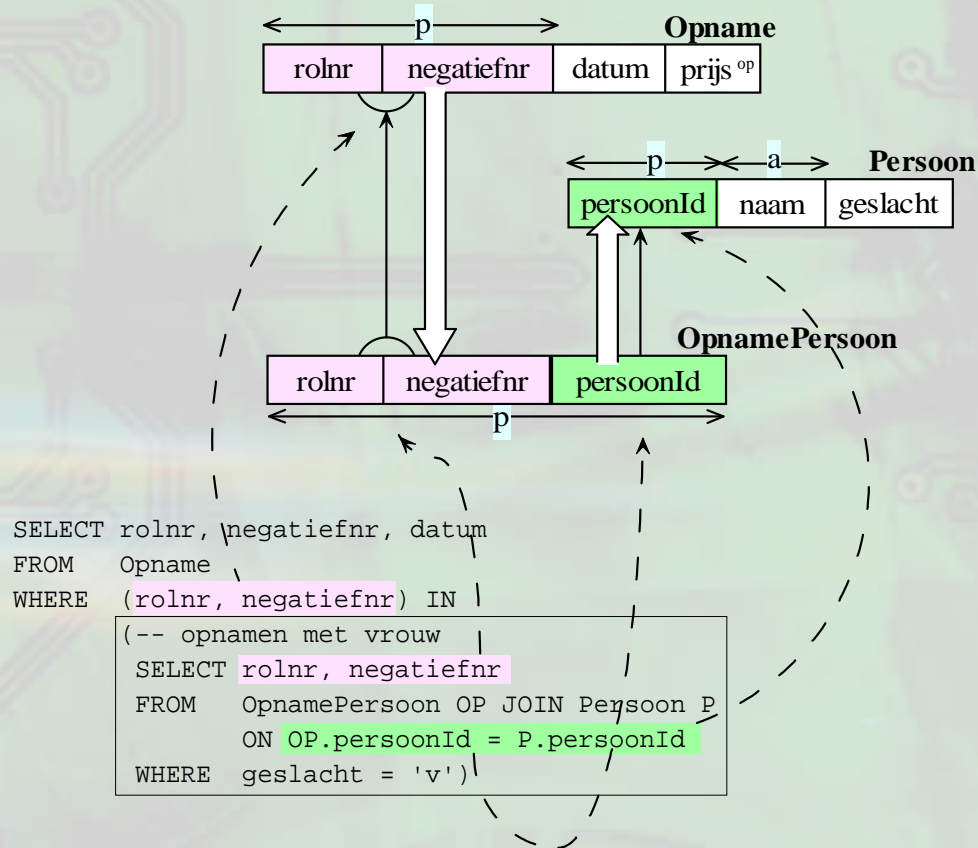 p
Opname
rolnr negatiefnr datum prijs op
p a Persoon
persoonId naam geslacht
OpnamePersoon
rolnr negatiefnr persoonId
p
SELECT rolnr, negatiefnr, datum
FROM Opname
WHERE (rolnr, negatiefnr) IN
(-- opnamen met vrouw
SELECT rolnr, negatiefnr
FROM OpnamePersoon OP JOIN Persoon P
ON OP.persoonId = P.persoonId
WHERE geslacht = 'v')